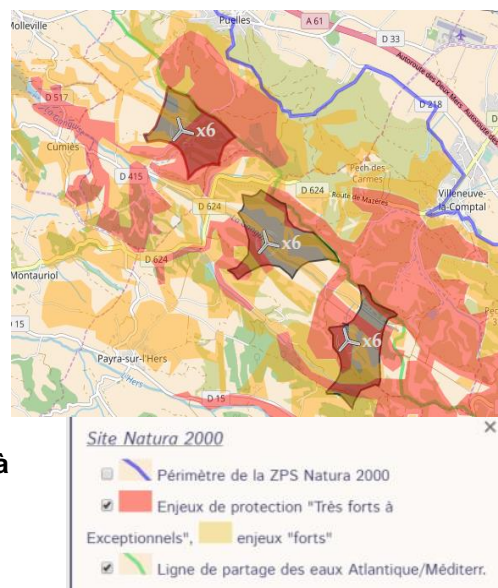 Molleville
Puelles
A 61
D 33
Autoroute des Deux Mers
D 218
D 517
x6
Cumiès
D 415
Pech des
Carmes
D 624
Route de Mazères
Villeneuve-
la-Comptal
D 624
x6
D 624
Montauriol
D 15
x6
Payra-sur-l'Hers
L'Hers
D 15
Site Natura 2000
à
Périmètre de la ZPS Natura 2000
Enjeux de protection "Très forts à
Exceptionnels", enjeux "forts"
Ligne de partage des eaux Atlantique/Méditerr.